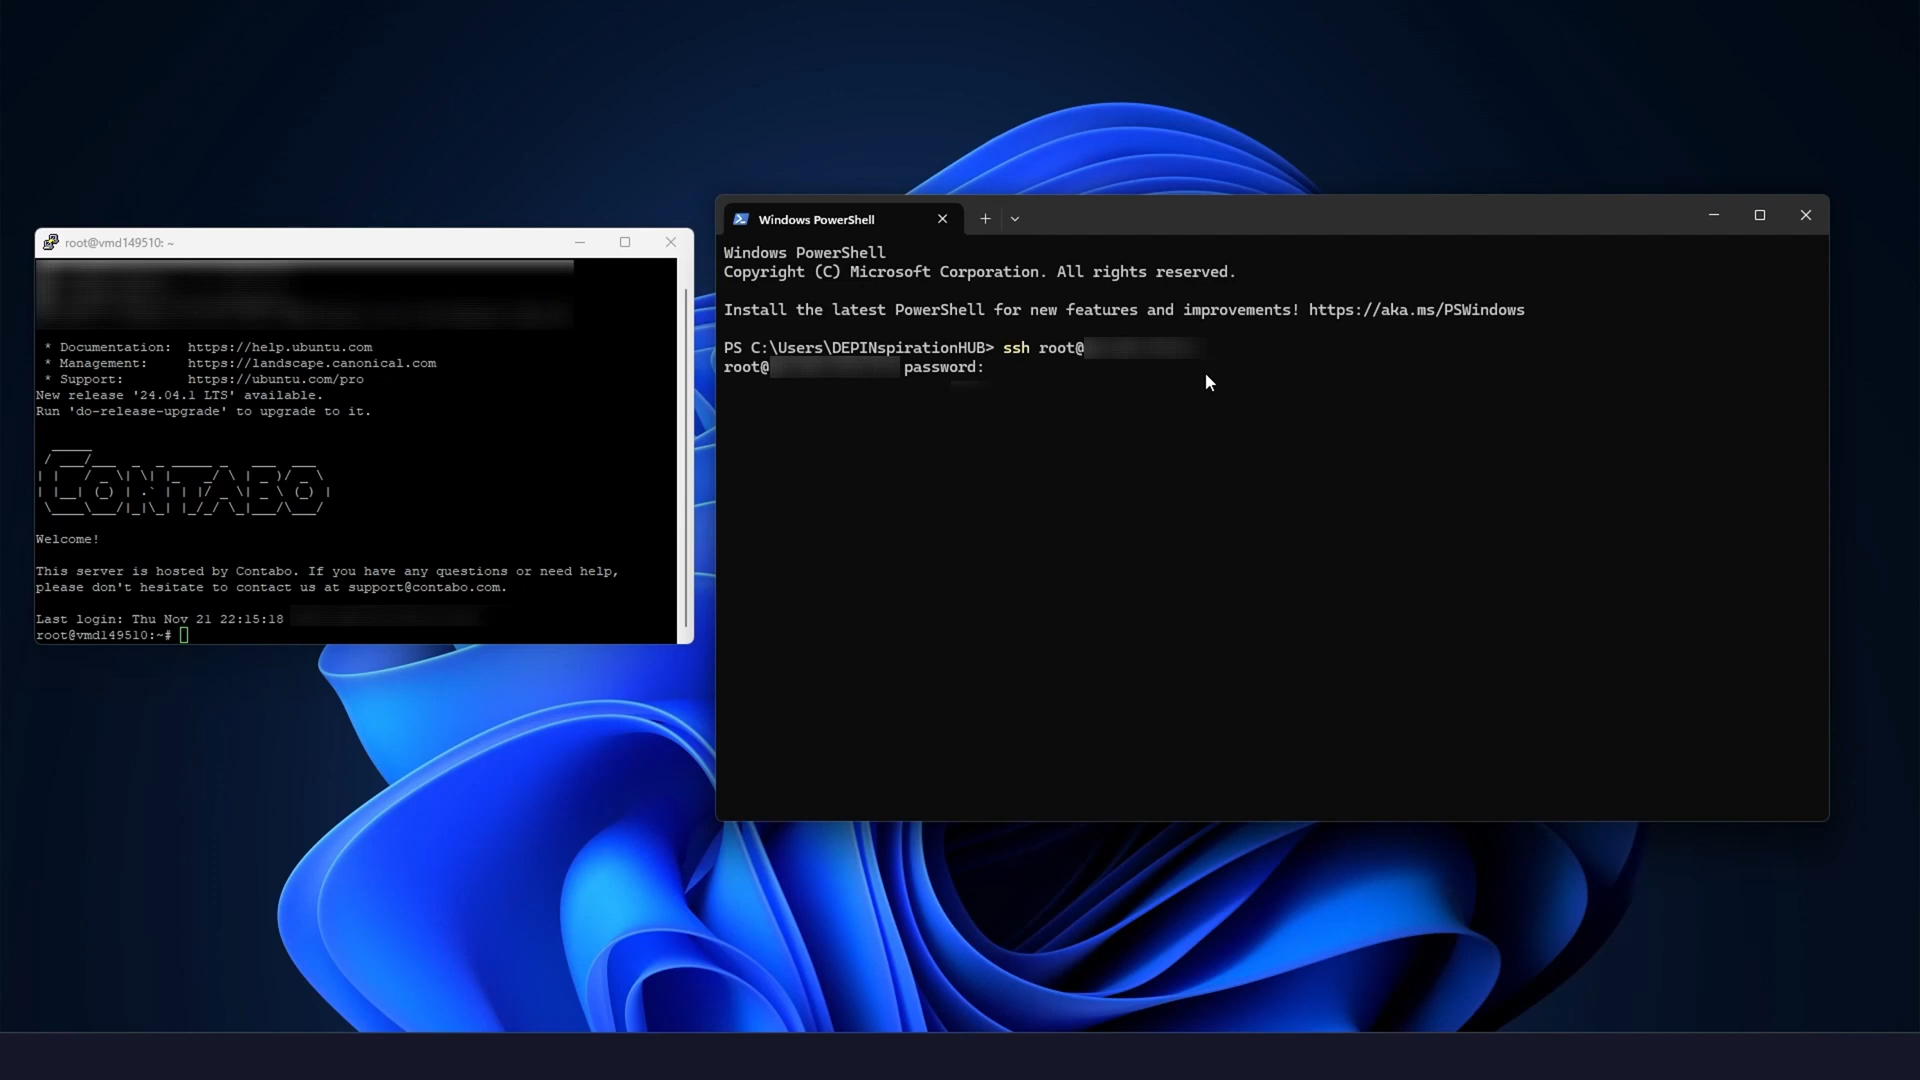 root@vmd149510: ~
* Documentation:  https://help.ubuntu.com
* Management:     https://landscape.canonical.com
* Support:        https://ubuntu.com/pro
New release '24.04.1 LTS' available.
Run 'do-release-upgrade' to upgrade to it.
CONTABO
Welcome!
This server is hosted by Contabo. If you have any questions or need help,
please don't hesitate to contact us at support@contabo.com.
Last login: Thu Nov 21 22:15:18
root@vmd149510:~#
Windows PowerShell
Windows PowerShell
Copyright (C) Microsoft Corporation. All rights reserved.
Install the latest PowerShell for new features and improvements! https://aka.ms/PSWindows
PS C:\Users\DEPINspirationHUB> ssh root@
root@ password: